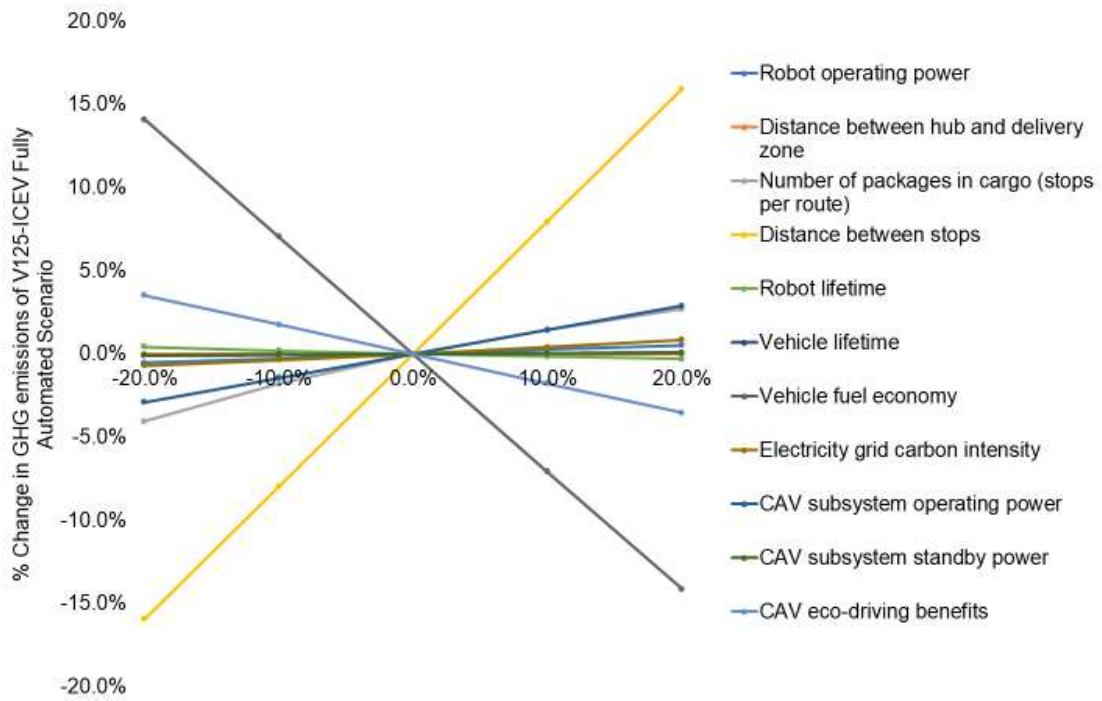 20.0%
15.0%
10.0%
5.0%
0.0%
-5.0%
-10.0%
-15.0%
-20.0%
% Change in GHG emissions of V125-ICEV Fully
Automated Scenario
-20.0%
-10.0%
0.0%
10.0%
20.0%
Robot operating power
Distance between hub and delivery
zone
Number of packages in cargo (stops
per route)
Distance between stops
Robot lifetime
Vehicle lifetime
Vehicle fuel economy
Electricity grid carbon intensity
CAV subsystem operating power
CAV subsystem standby power
CAV eco-driving benefits